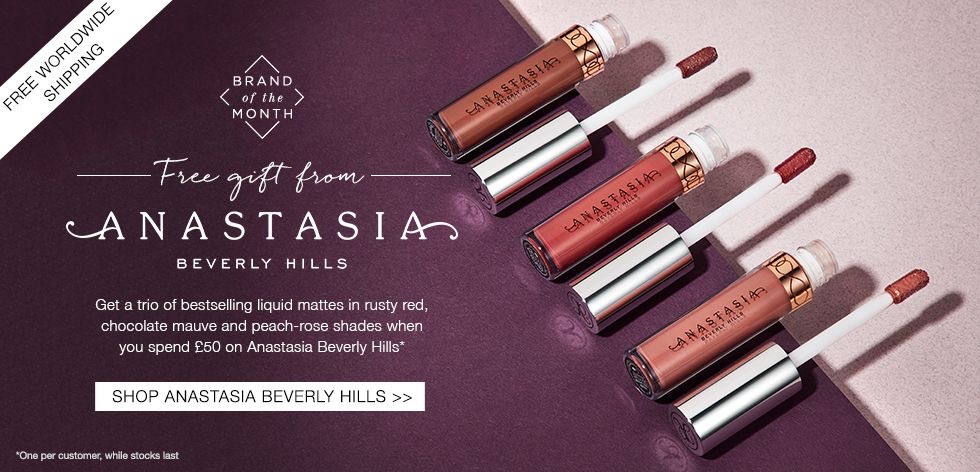 FREE WORLDWIDE
SHIPPING
BRAND
of the
MONTH
Free gift from
ANASTASIA
BEVERLY HILLS
Get a trio of bestselling liquid mattes in rusty red,
chocolate mauve and peach-rose shades when
you spend £50 on Anastasia Beverly Hills*
SHOP ANASTASIA BEVERLY HILLS >>
*One per customer, while stocks last
ANASTASIA
BEVERLY HILLS
ANASTASIA
BEVERLY HILLS
ANASTASIA
BEVERLY HILLS